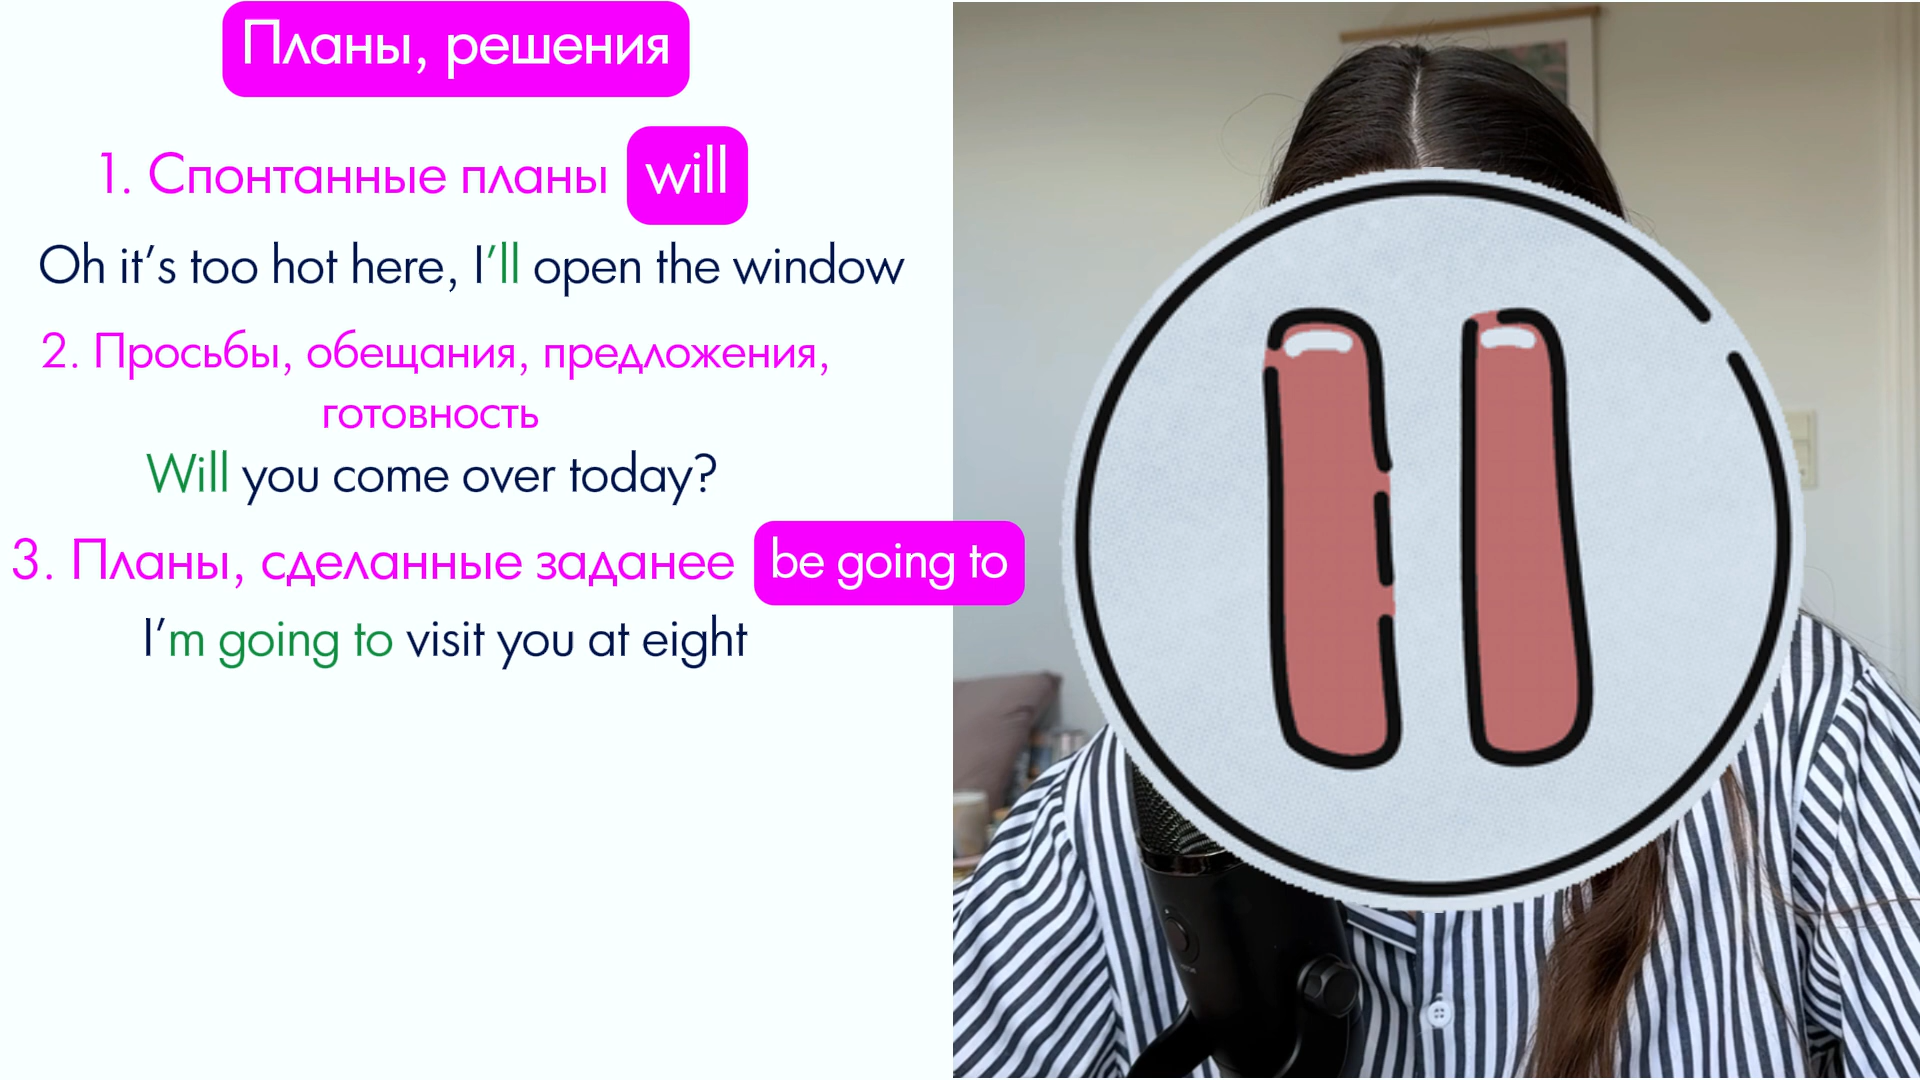 Планы, решения
1. Спонтанные планы will
Oh it’s too hot here, I’ll open the window
2. Просьбы, обещания, предложения,
готовность
Will you come over today?
3. Планы, сделанные заданее be going to
I’m going to visit you at eight